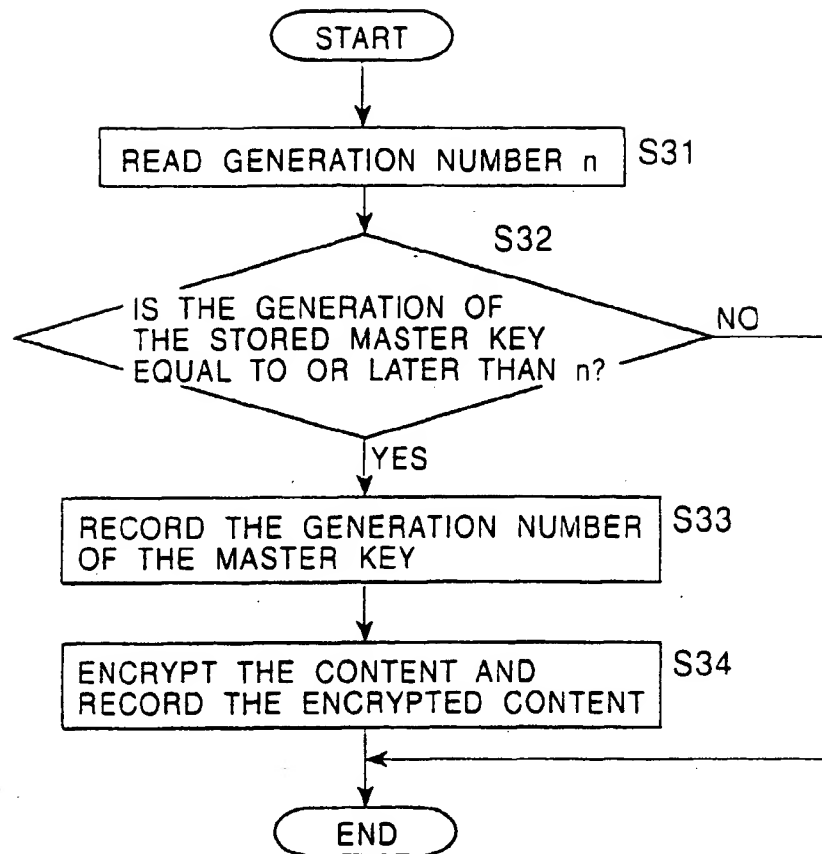 START
READ GENERATION NUMBER n
S31
S32
IS THE GENERATION OF
THE STORED MASTER KEY
EQUAL TO OR LATER THAN n?
NO
YES
RECORD THE GENERATION NUMBER
OF THE MASTER KEY
S33
ENCRYPT THE CONTENT AND
RECORD THE ENCRYPTED CONTENT
S34
END